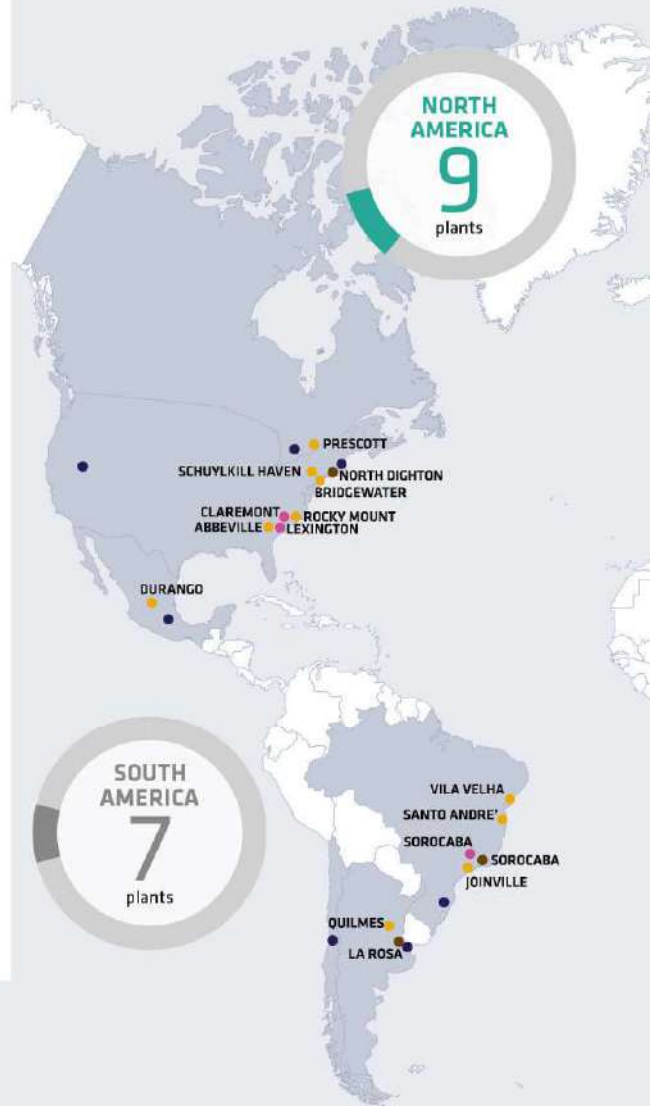 NORTH
AMERICA
9
plants
PRESCOTT
SCHUYLKILL HAVEN
NORTH DIGHTON
BRIDGEWATER
CLAREMONT
ROCKY MOUNT
ABBEVILLE
LEXINGTON
DURANGO
SOUTH
AMERICA
7
plants
VILA VELHA
SANTO ANDRE'
SOROCABA
SOROCABA
JOINVILLE
QUILMES
LA ROSA